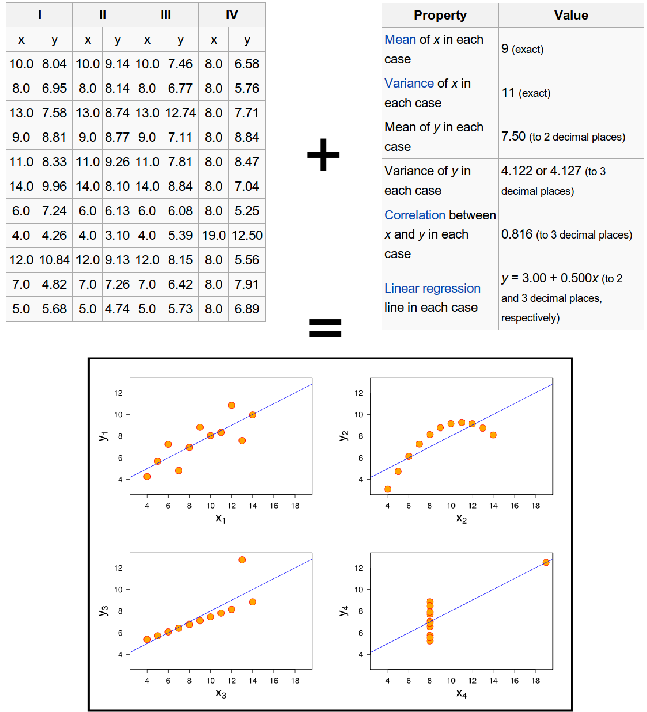 I II III IV
x y x y x y x y
10.0 8.04 10.0 9.14 10.0 7.46 8.0 6.58
8.0 6.95 8.0 8.14 8.0 6.77 8.0 5.76
13.0 7.58 13.0 8.74 13.0 12.74 8.0 7.71
9.0 8.81 9.0 8.77 9.0 7.11 8.0 8.84
11.0 8.33 11.0 9.26 11.0 7.81 8.0 8.47
14.0 9.96 14.0 8.10 14.0 8.84 8.0 7.04
6.0 7.24 6.0 6.13 6.0 6.08 8.0 5.25
4.0 4.26 4.0 3.10 4.0 5.39 19.0 12.50
12.0 10.84 12.0 9.13 12.0 8.15 8.0 5.56
7.0 4.82 7.0 7.26 7.0 6.42 8.0 7.91
5.0 5.68 5.0 4.74 5.0 5.73 8.0 6.89
+
Property Value
Mean of x in each
case
9 (exact)
Variance of x in
each case
11 (exact)
Mean of y in each
case
7.50 (to 2 decimal places)
Variance of y in
each case
4.122 or 4.127 (to 3
decimal places)
Correlation between
x and y in each
case
0.816 (to 3 decimal places)
Linear regression
line in each case
y = 3.00 + 0.500x (to 2
and 3 decimal places,
respectively)
=
12
10
8
6
4
y1
4 6 8 10 12 14 16 18
x1
12
10
8
6
4
y2
4 6 8 10 12 14 16 18
x2
12
10
8
6
4
y3
4 6 8 10 12 14 16 18
x3
12
10
8
6
4
y4
4 6 8 10 12 14 16 18
x4